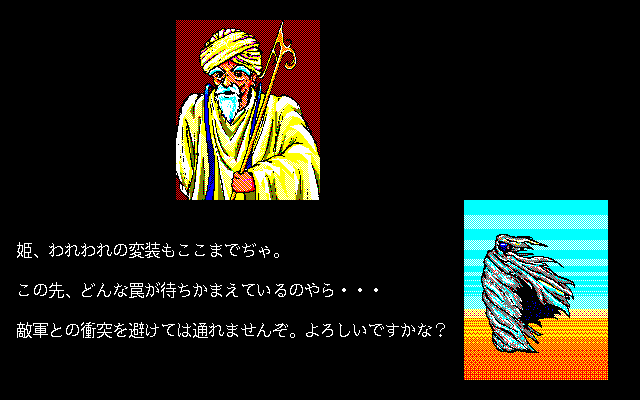 姫、われわれの変装もここまでぢゃ。
この先、どんな罠が待ちかまえているのやら・・・
敵軍との衝突を避けては通れませんぞ。よろしいですかな？